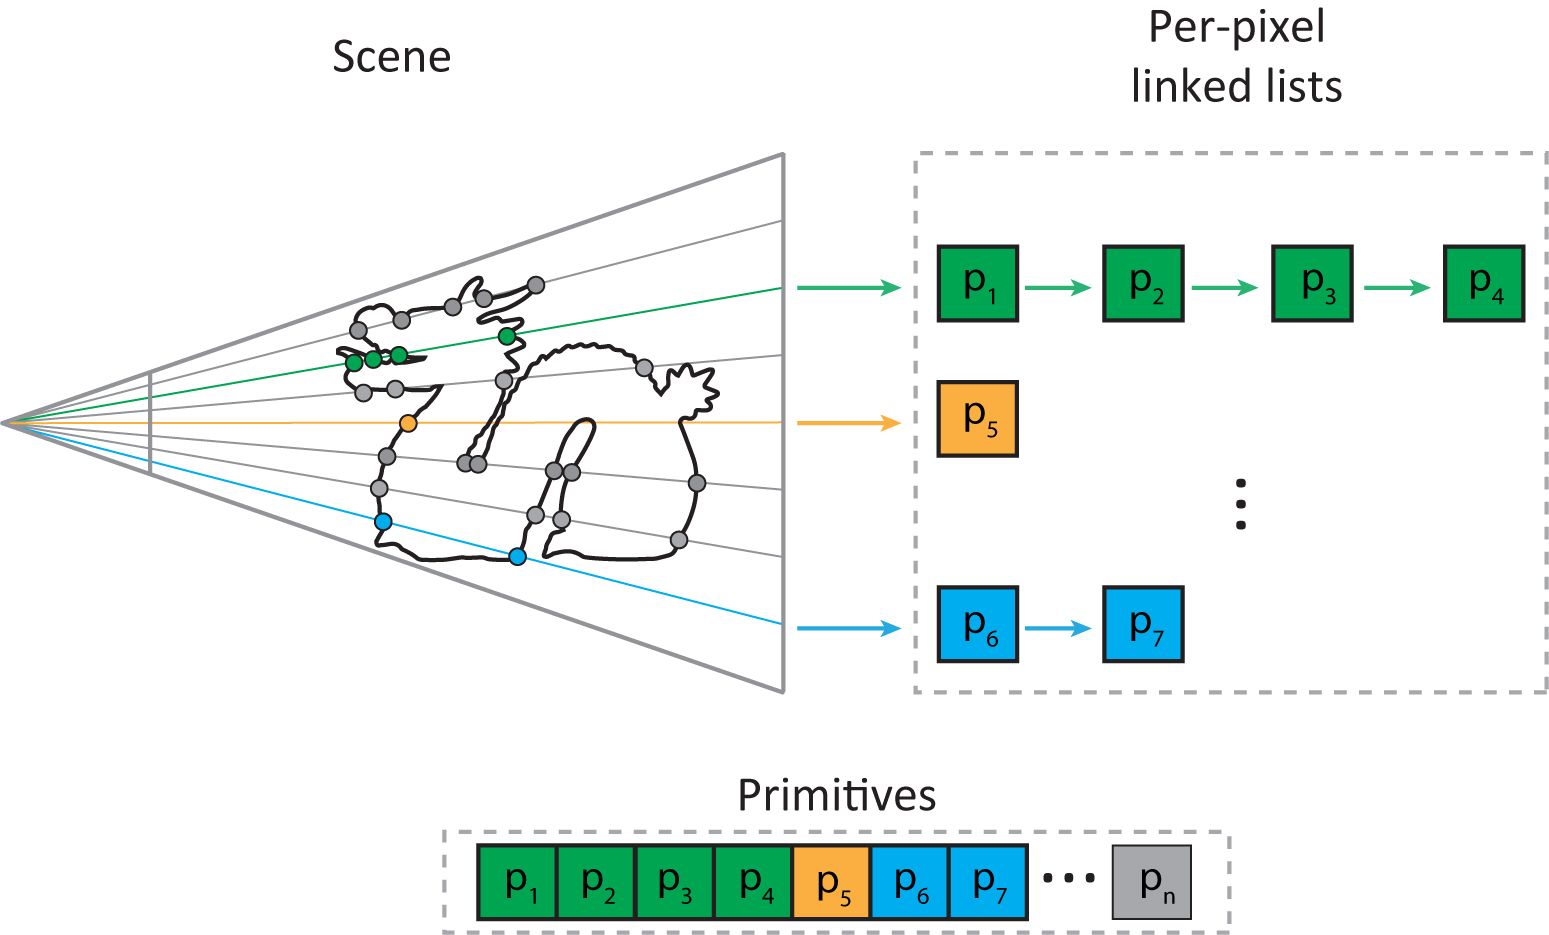 Scene
Per-pixel
linked lists
p₁ p₂ p₃ p₄
p₅
p₆ p₇
Primitives
p₁ p₂ p₃ p₄ p₅ p₆ p₇ ... pₙ